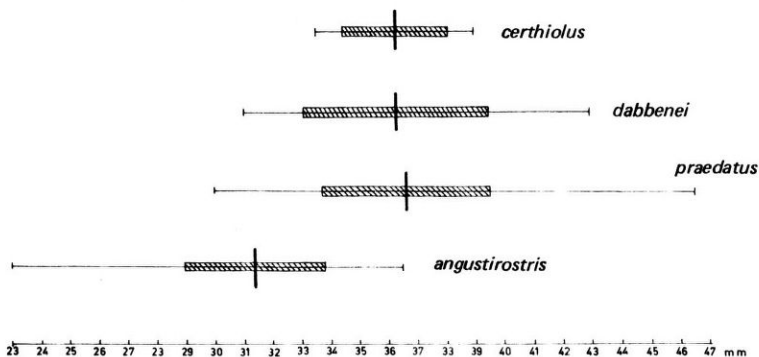 certhiolus
dabbenei
praedatus
angustirostris
23 24 25 26 27 23 29 30 31 32 33 34 35 36 37 33 39 40 41 42 43 44 45 46 47 mm